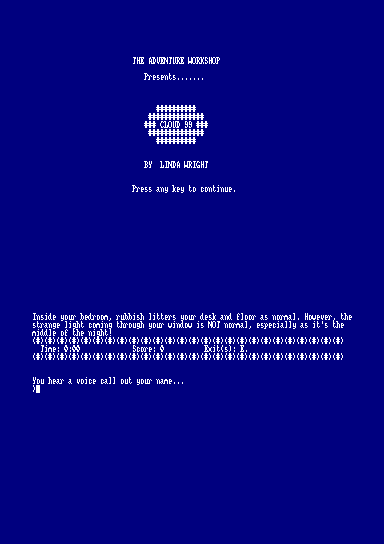 THE ADVENTURE WORKSHOP
Presents.......
##########
##############
### CLOUD 99 ###
##############
##########
BY LINDA WRIGHT
Press any key to continue.
Inside your bedroom, rubbish litters your desk and floor as normal. However, the
strange light coming through your window is NOT normal, especially as it's the
middle of the night!
(#)(#)(#)(#)(#)(#)(#)(#)(#)(#)(#)(#)(#)(#)(#)(#)(#)(#)(#)(#)(#)(#)(#)(#)(#)(#)
Time: 0:00 Score: 0 Exit(s): E.
(#)(#)(#)(#)(#)(#)(#)(#)(#)(#)(#)(#)(#)(#)(#)(#)(#)(#)(#)(#)(#)(#)(#)(#)(#)(#)
You hear a voice call out your name...
>